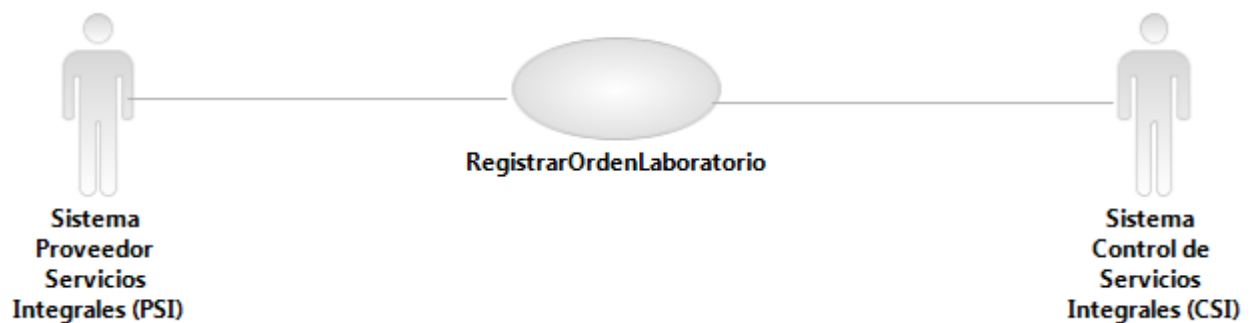 RegistrarOrdenLaboratorio
Sistema
Proveedor
Servicios
Integrales (PSI)
Sistema
Control de
Servicios
Integrales (CSI)